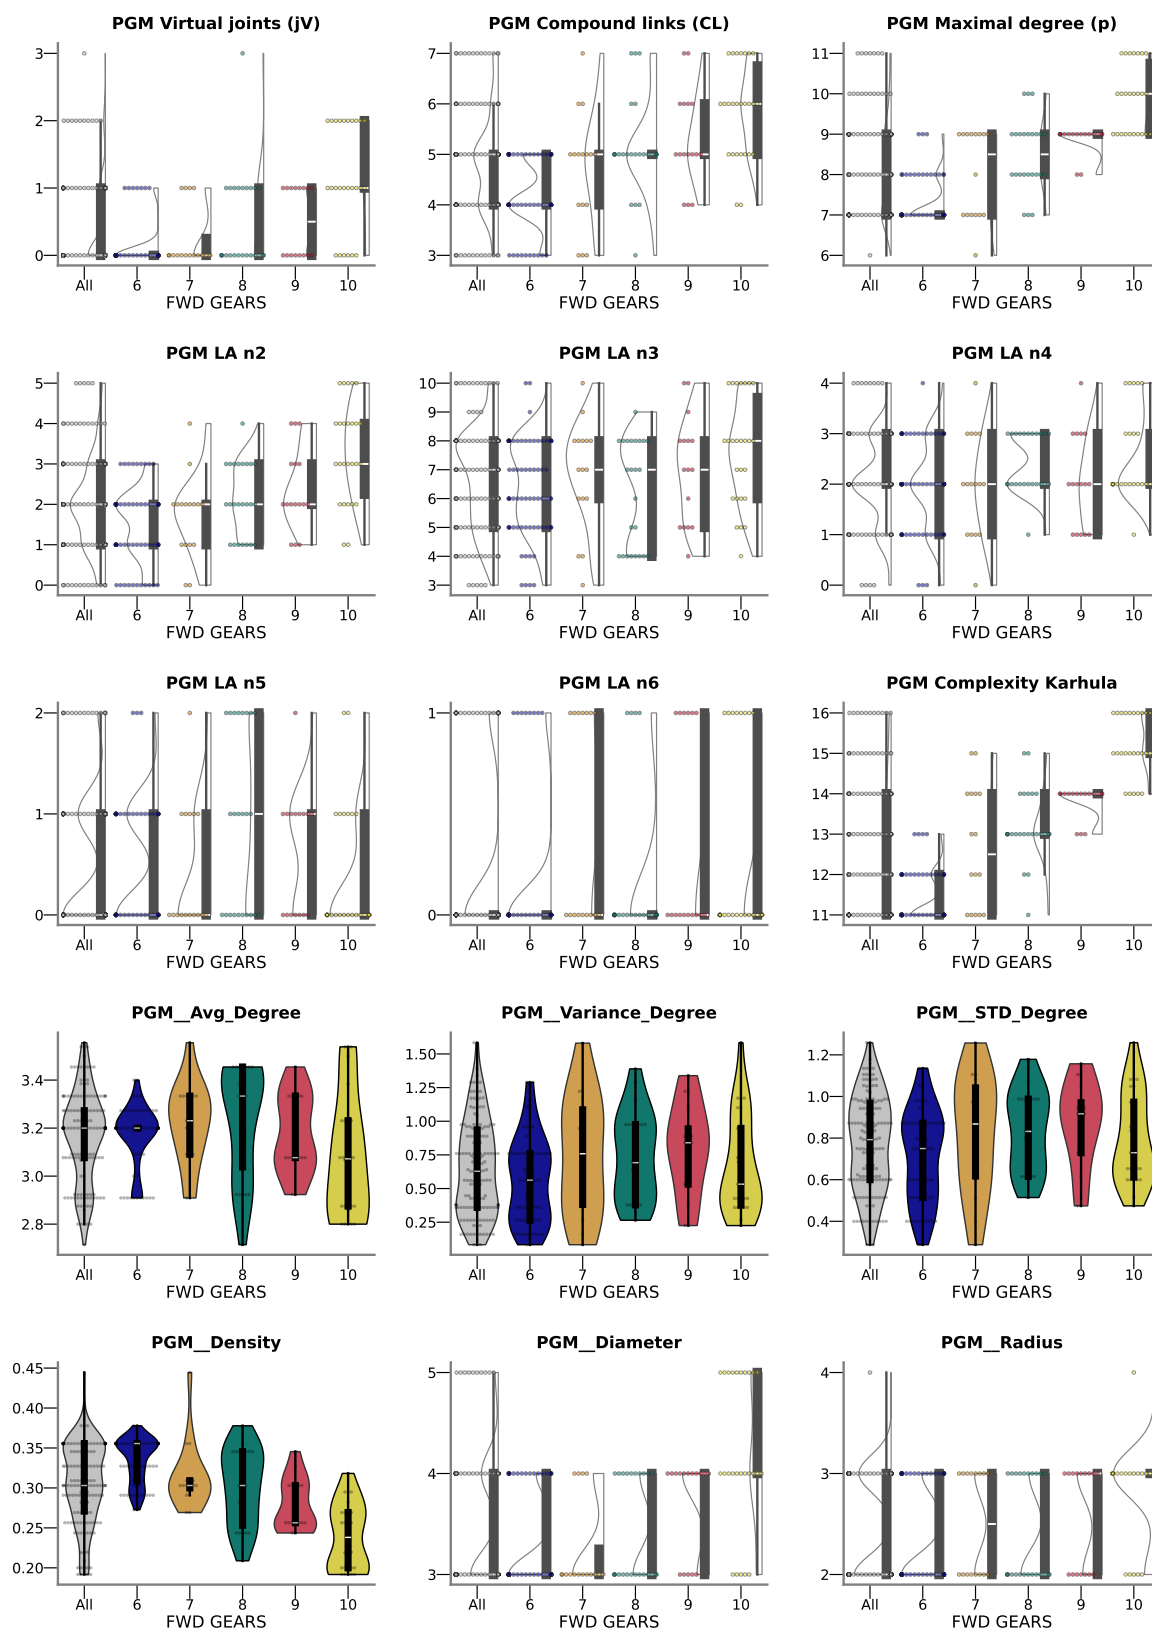 PGM Virtual joints (jV)
3
2
1
0
All 6 7 8 9 10
FWD GEARS
PGM Compound links (CL)
7
6
5
4
3
All 6 7 8 9 10
FWD GEARS
PGM Maximal degree (p)
11
10
9
8
7
6
All 6 7 8 9 10
FWD GEARS
PGM LA n2
5
4
3
2
1
0
All 6 7 8 9 10
FWD GEARS
PGM LA n3
10
9
8
7
6
5
4
3
All 6 7 8 9 10
FWD GEARS
PGM LA n4
4
3
2
1
0
All 6 7 8 9 10
FWD GEARS
PGM LA n5
2
1
0
All 6 7 8 9 10
FWD GEARS
PGM LA n6
1
0
All 6 7 8 9 10
FWD GEARS
PGM Complexity Karhula
16
15
14
13
12
11
All 6 7 8 9 10
FWD GEARS
PGM__Avg_Degree
3.4
3.2
3.0
2.8
All 6 7 8 9 10
FWD GEARS
PGM__Variance_Degree
1.50
1.25
1.00
0.75
0.50
0.25
All 6 7 8 9 10
FWD GEARS
PGM__STD_Degree
1.2
1.0
0.8
0.6
0.4
All 6 7 8 9 10
FWD GEARS
PGM__Density
0.45
0.40
0.35
0.30
0.25
0.20
All 6 7 8 9 10
FWD GEARS
PGM__Diameter
5
4
3
All 6 7 8 9 10
FWD GEARS
PGM__Radius
4
3
2
All 6 7 8 9 10
FWD GEARS